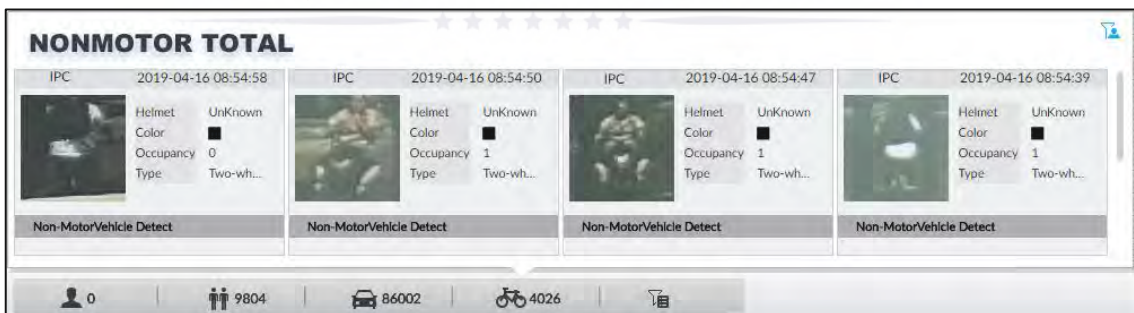 NONMOTOR TOTAL
IPC 2019-04-16 08:54:58
Helmet UnKnown
Color
Occupancy 0
Type Two-wh...
Non-MotorVehicle Detect
IPC 2019-04-16 08:54:50
Helmet UnKnown
Color
Occupancy 1
Type Two-wh...
Non-MotorVehicle Detect
IPC 2019-04-16 08:54:47
Helmet UnKnown
Color
Occupancy 1
Type Two-wh...
Non-MotorVehicle Detect
IPC 2019-04-16 08:54:39
Helmet UnKnown
Color
Occupancy 1
Type Two-wh...
Non-MotorVehicle Detect
0 9804 86002 4026